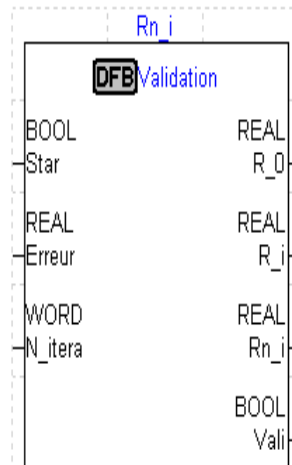 Rn_i
DFB Validation
BOOL REAL
Star R_0
REAL REAL
Erreur R_i
WORD REAL
N_itera Rn_i
BOOL
Vali